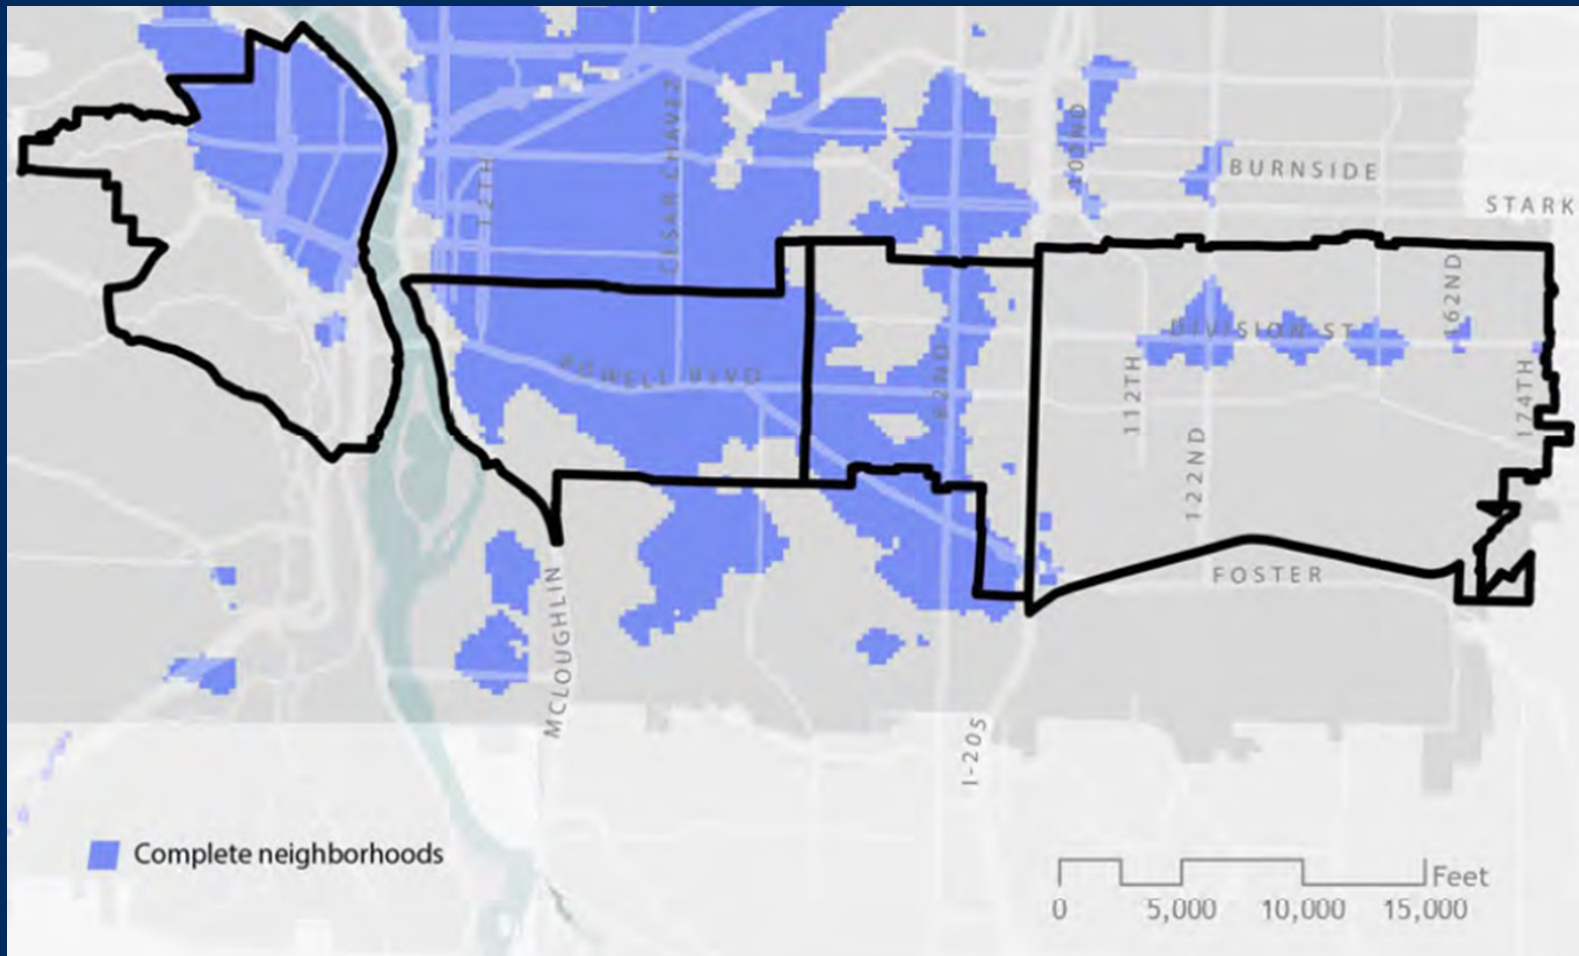 102ND
BURNSIDE
12TH
CESAR CHAVEZ
STARK
162ND
DIVISION ST
POWELL BLVD
82ND
112TH
174TH
122ND
FOSTER
MCLOUGHLIN
I-205
Complete neighborhoods
Feet
0 5,000 10,000 15,000